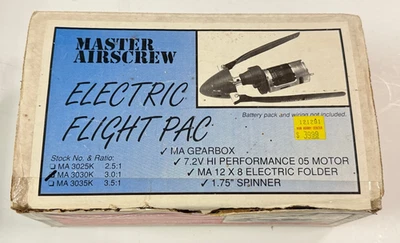 MASTER
AIRSCREW
ELECTRIC
FLIGHT PAC
Battery pack and wiring not included.
121201
$ 3999
Stock No. & Ratio:
MA 3025K 2.5:1
MA 3030K 3.0:1
MA 3035K 3.5:1
✓ MA GEARBOX
✓ 7.2V HI PERFORMANCE 05 MOTOR
✓ MA 12 X 8 ELECTRIC FOLDER
✓ 1.75" SPINNER